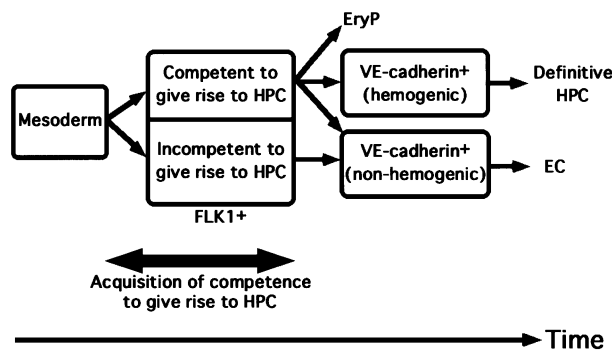 EryP
Competent to
give rise to HPC
VE-cadherin+
(hemogenic)
Definitive
HPC
Mesoderm
Incompetent to
give rise to HPC
VE-cadherin+
(non-hemogenic)
EC
FLK1+
Acquisition of competence
to give rise to HPC
Time